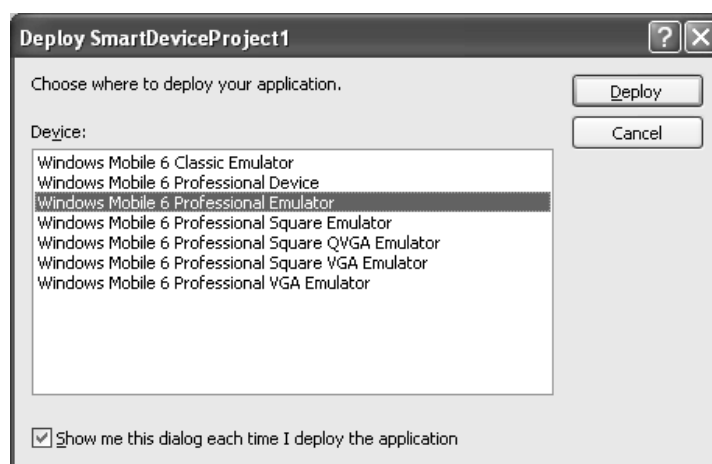 Deploy SmartDeviceProject1
Choose where to deploy your application.
Deploy
Cancel
Device:
Windows Mobile 6 Classic Emulator
Windows Mobile 6 Professional Device
Windows Mobile 6 Professional Emulator
Windows Mobile 6 Professional Square Emulator
Windows Mobile 6 Professional Square QVGA Emulator
Windows Mobile 6 Professional Square VGA Emulator
Windows Mobile 6 Professional VGA Emulator
Show me this dialog each time I deploy the application